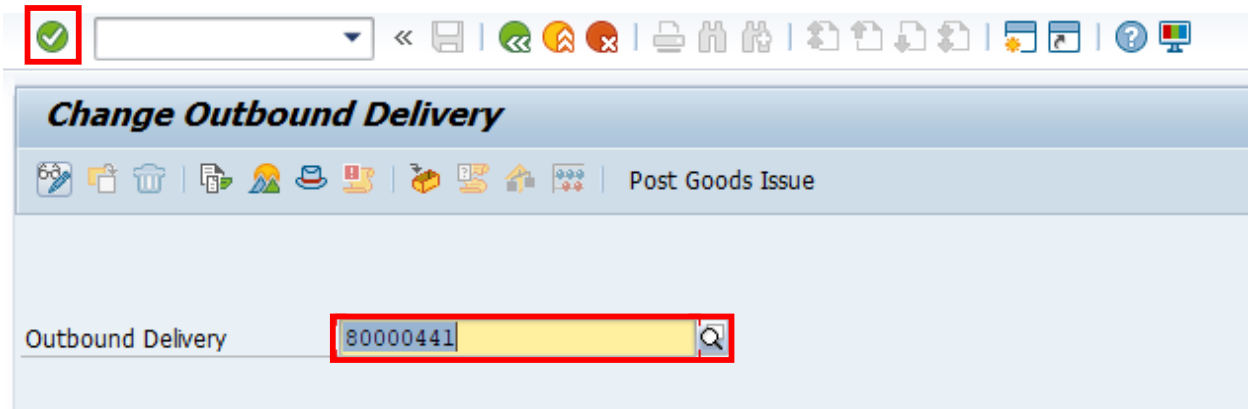 Change Outbound Delivery
Post Goods Issue
Outbound Delivery 80000441